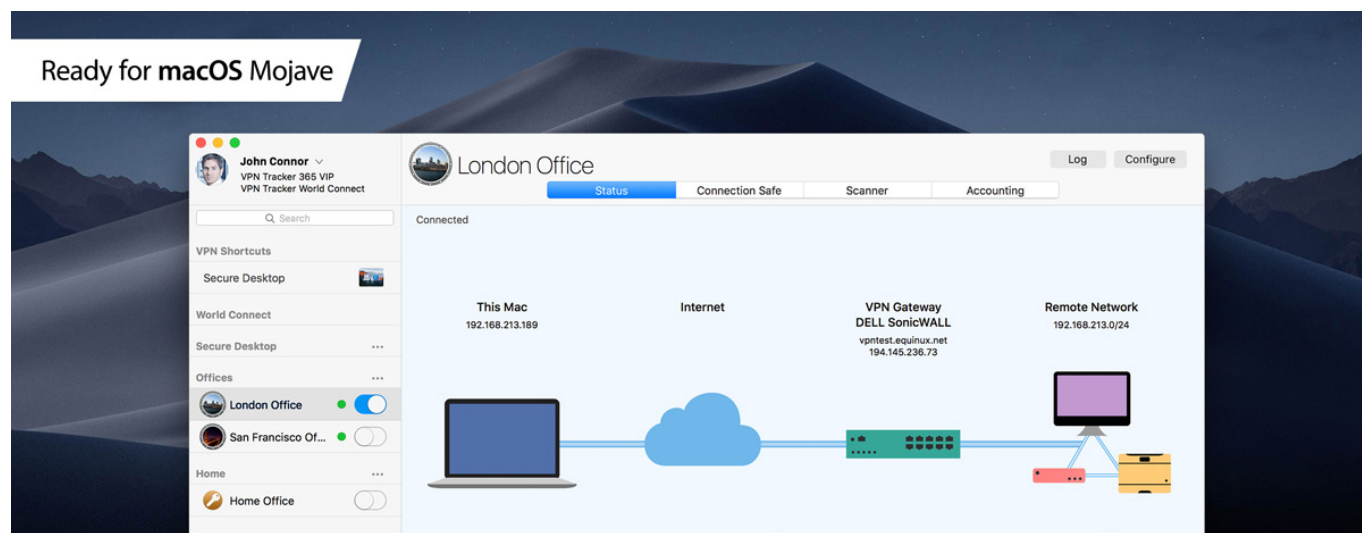 Ready for macOS Mojave
John Connor
VPN Tracker 365 VIP
VPN Tracker World Connect
Search
VPN Shortcuts
Secure Desktop
World Connect
Secure Desktop
Offices
London Office
San Francisco Of...
Home
Home Office
London Office
Log
Configure
Status
Connection Safe
Scanner
Accounting
Connected
This Mac
192.168.213.189
Internet
VPN Gateway
DELL SonicWALL
vpntest.equinux.net
194.145.236.73
Remote Network
192.168.213.0/24